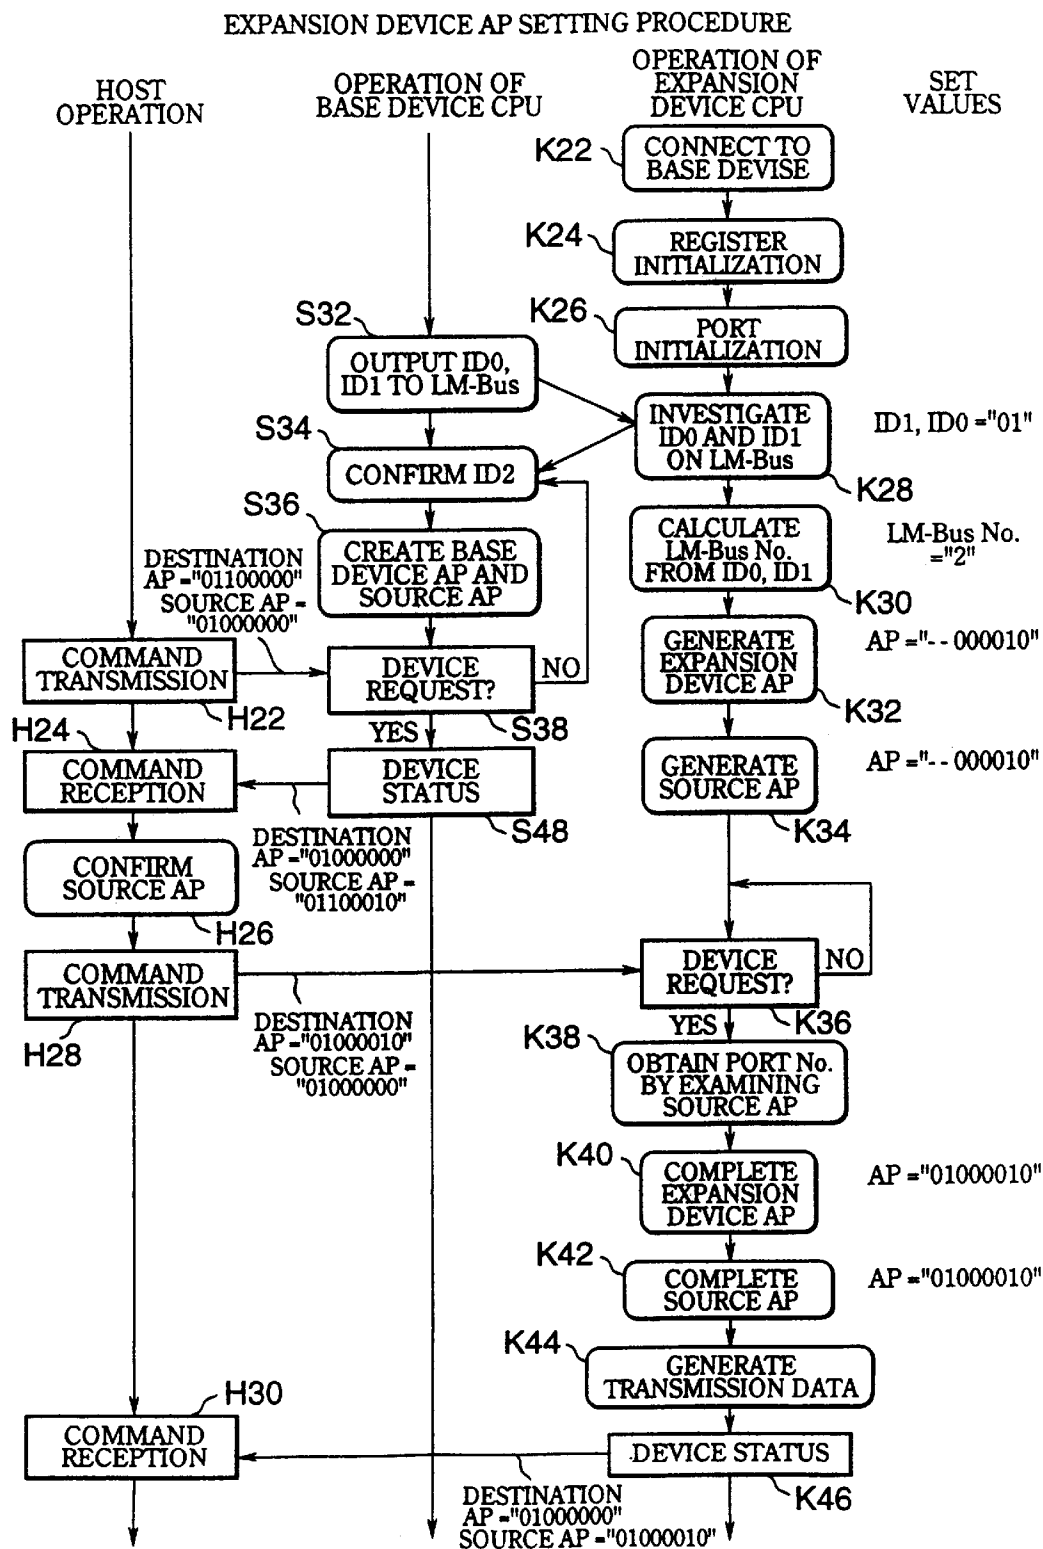 EXPANSION DEVICE AP SETTING PROCEDURE
HOST
OPERATION
OPERATION OF
BASE DEVICE CPU
OPERATION OF
EXPANSION
DEVICE CPU
SET
VALUES
K22
CONNECT TO
BASE DEVISE
K24
REGISTER
INITIALIZATION
K26
PORT
INITIALIZATION
S32
OUTPUT ID0,
ID1 TO LM-Bus
INVESTIGATE
ID0 AND ID1
ON LM-Bus
K28
ID1, ID0 ="01"
S34
CONFIRM ID2
S36
CREATE BASE
DEVICE AP AND
SOURCE AP
CALCULATE
LM-Bus No.
FROM ID0, ID1
K30
LM-Bus No.
="2"
DESTINATION
AP ="01100000"
SOURCE AP =
"01000000"
COMMAND
TRANSMISSION
H22
DEVICE
REQUEST?
NO
S38
YES
GENERATE
EXPANSION
DEVICE AP
K32
AP ="-- 000010"
H24
COMMAND
RECEPTION
DEVICE
STATUS
S48
GENERATE
SOURCE AP
K34
AP ="-- 000010"
DESTINATION
AP ="01000000"
SOURCE AP =
"01100010"
CONFIRM
SOURCE AP
H26
COMMAND
TRANSMISSION
H28
DEVICE
REQUEST?
NO
K36
YES
DESTINATION
AP ="01000010"
SOURCE AP =
"01000000"
K38
OBTAIN PORT No.
BY EXAMINING
SOURCE AP
K40
COMPLETE
EXPANSION
DEVICE AP
AP ="01000010"
K42
COMPLETE
SOURCE AP
AP ="01000010"
K44
GENERATE
TRANSMISSION DATA
H30
COMMAND
RECEPTION
DEVICE STATUS
K46
DESTINATION
AP ="01000000"
SOURCE AP ="01000010"